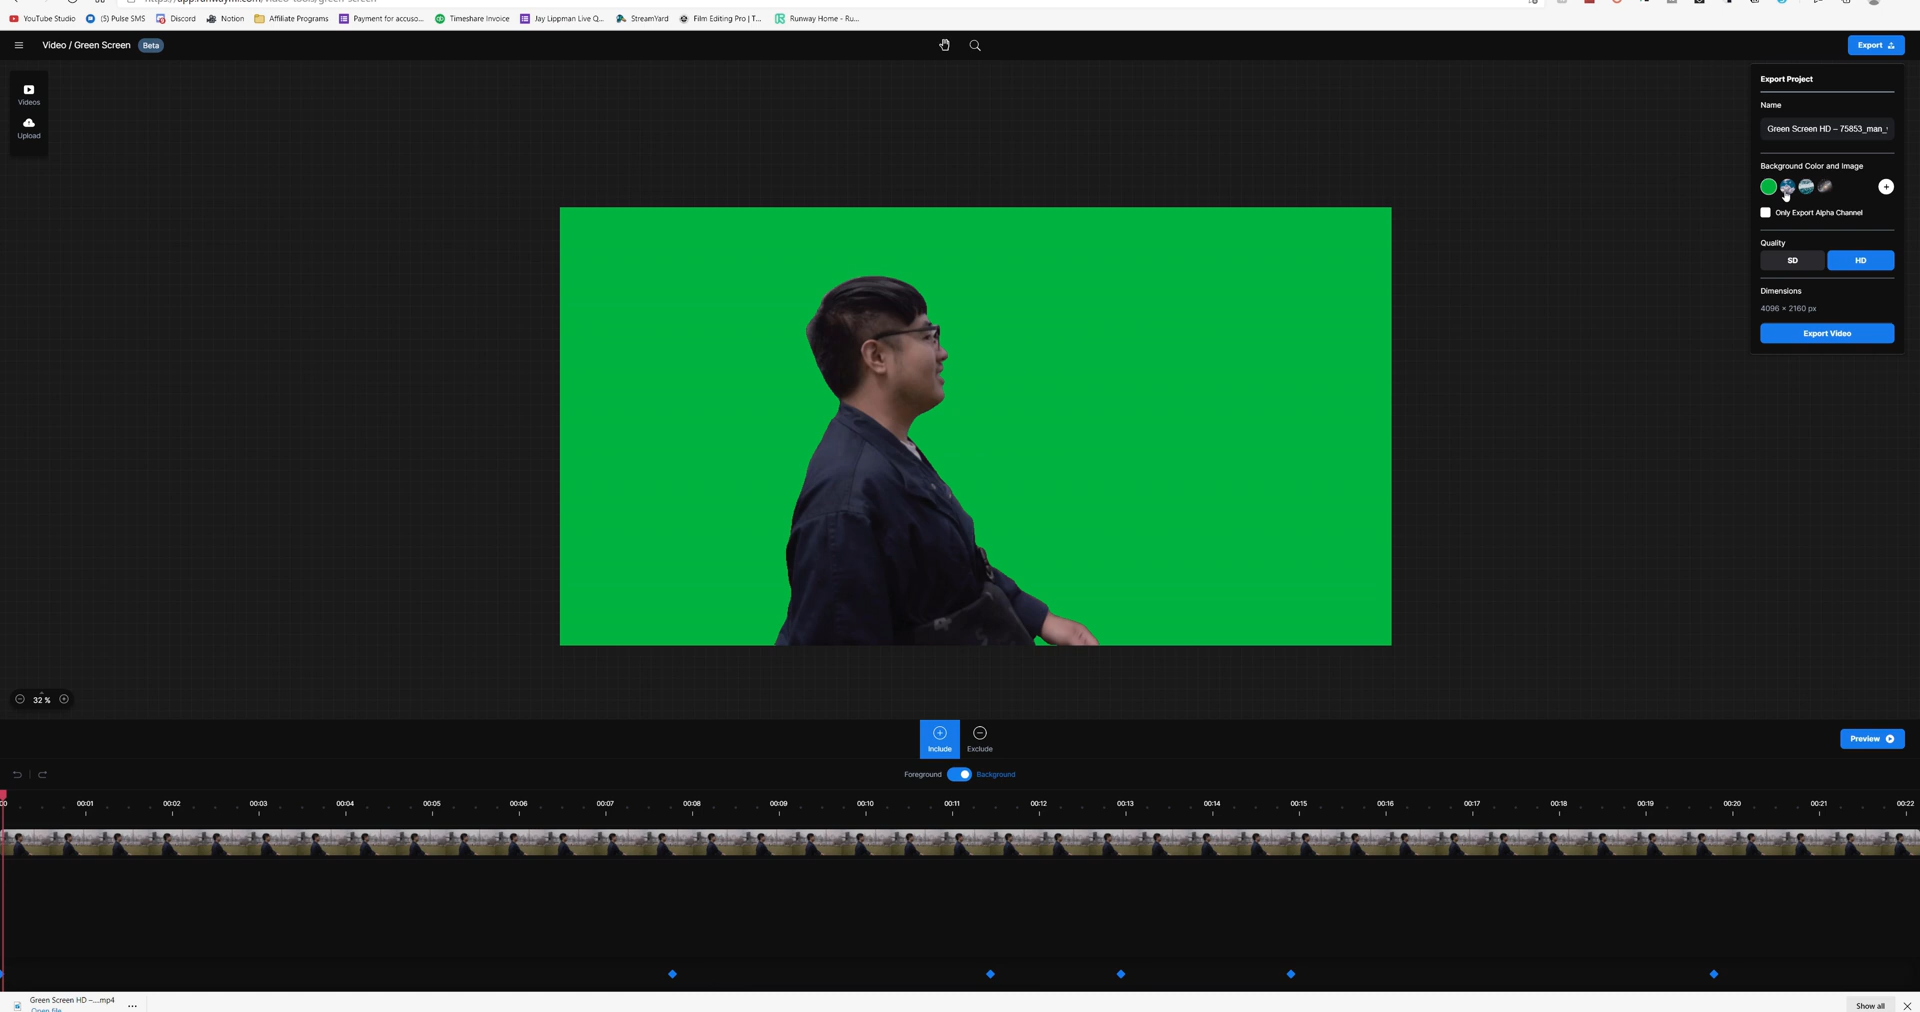 YouTube Studio (5) Pulse SMS Discord Notion Affiliate Programs Payment for accuso... Timeshare Invoice Jay Lippman Live Q... StreamYard Film Editing Pro | T... Runway Home - Ru...
Video / Green Screen Beta
Export
Videos
Upload
Export Project
Name
Green Screen HD – 75853_man_
Background Color and Image
Only Export Alpha Channel
Quality
SD HD
Dimensions
4096 × 2160 px
Export Video
32 %
Include Exclude
Preview
Foreground Background
00:01 00:02 00:03 00:04 00:05 00:06 00:07 00:08 00:09 00:10 00:11 00:12 00:13 00:14 00:15 00:16 00:17 00:18 00:19 00:20 00:21 00:22
Green Screen HD –....mp4
Open file
Show all